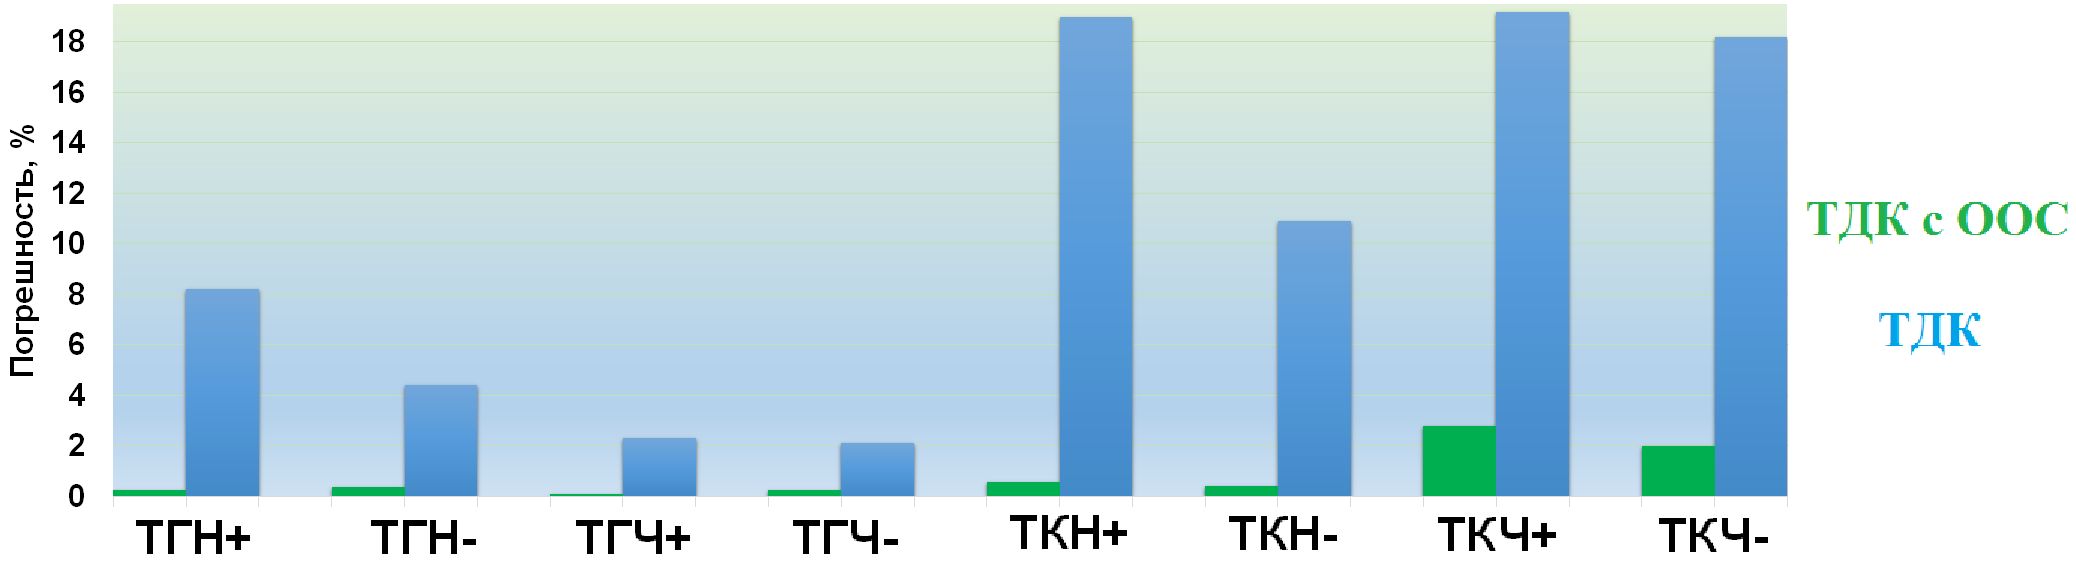 Погрешность, %
18
16
14
12
10
8
6
4
2
0
ТГН+ ТГН- ТГЧ+ ТГЧ- ТКН+ ТКН- ТКЧ+ ТКЧ-
ТДК с ООС
ТДК